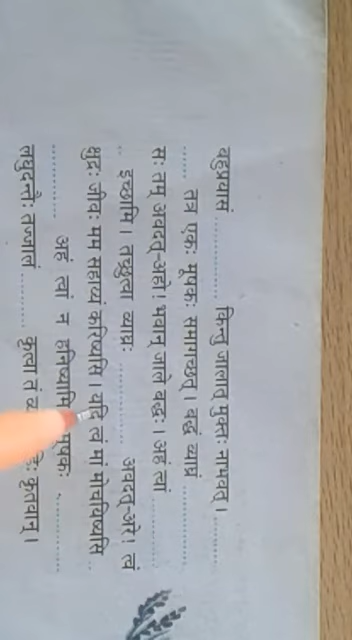 बहुप्रयासं ................ किन्तु जालात् मुक्तः नाभवत्। ............
......... तत्र एकः मूषकः समागच्छत्। बद्धं व्याघ्रं ....................
सः तम् अवदत्-अहो! भवान् जाले बद्धः। अहं त्वां ............
.. इच्छामि। तच्छ्रुत्वा व्याघ्रः .................. अवदत्-अरे! त्वं
क्षुद्रः जीवः मम सहाय्यं करिष्यसि। यदि त्वं मां मोचयिष्यसि ..
.............. अहं त्वां न हनिष्यामि मूषकः ................
लघुदन्तैः तज्जालं ............ कृत्वा तं कृतवान्।